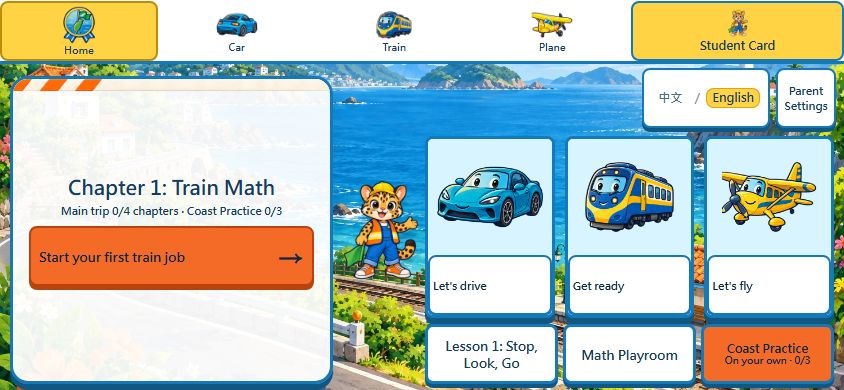 Home
Car
Train
Plane
Student Card
中文 / English
Parent
Settings
Chapter 1: Train Math
Main trip 0/4 chapters · Coast Practice 0/3
Start your first train job →
Let's drive
Get ready
Let's fly
Lesson 1: Stop,
Look, Go
Math Playroom
Coast Practice
On your own · 0/3